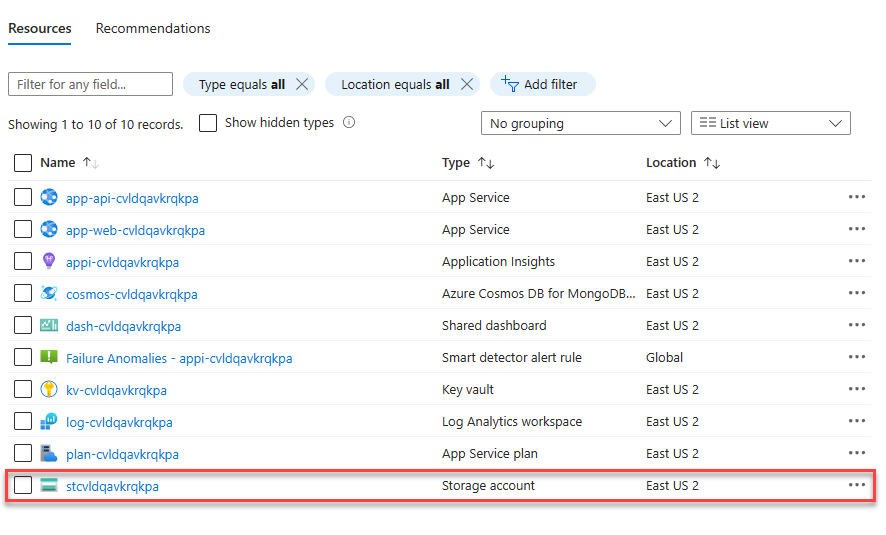 Resources Recommendations
Filter for any field... Type equals all Location equals all Add filter
Showing 1 to 10 of 10 records. Show hidden types No grouping List view
Name Type Location
app-api-cvldqavkrqkpa App Service East US 2
app-web-cvldqavkrqkpa App Service East US 2
appi-cvldqavkrqkpa Application Insights East US 2
cosmos-cvldqavkrqkpa Azure Cosmos DB for MongoDB... East US 2
dash-cvldqavkrqkpa Shared dashboard East US 2
Failure Anomalies - appi-cvldqavkrqkpa Smart detector alert rule Global
kv-cvldqavkrqkpa Key vault East US 2
log-cvldqavkrqkpa Log Analytics workspace East US 2
plan-cvldqavkrqkpa App Service plan East US 2
stcvldqavkrqkpa Storage account East US 2